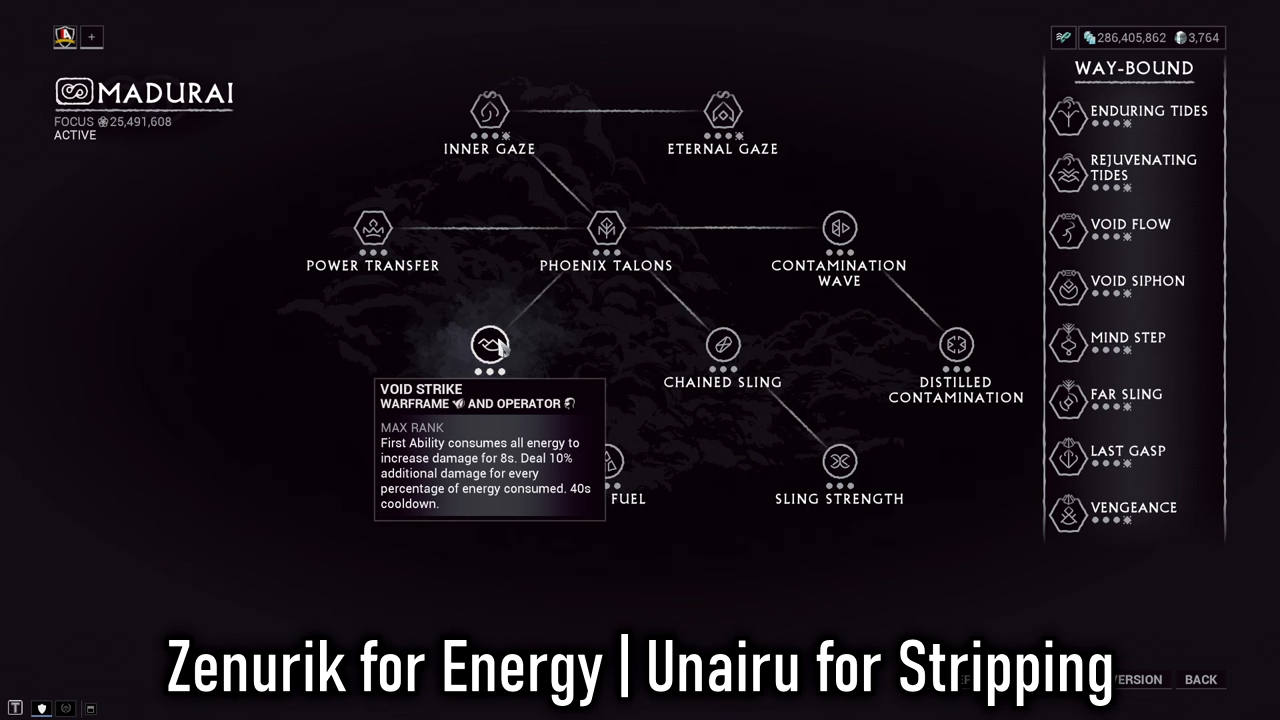 +
286,405,862 3,764
MADURAI
FOCUS 25,491,608
ACTIVE
WAY-BOUND
INNER GAZE
ETERNAL GAZE
POWER TRANSFER
PHOENIX TALONS
CONTAMINATION
WAVE
CHAINED SLING
DISTILLED
CONTAMINATION
VOID STRIKE
WARFRAME AND OPERATOR
MAX RANK
First Ability consumes all energy to
increase damage for 8s. Deal 10%
additional damage for every
percentage of energy consumed. 40s
cooldown.
FUEL
SLING STRENGTH
ENDURING TIDES
REJUVENATING
TIDES
VOID FLOW
VOID SIPHON
MIND STEP
FAR SLING
LAST GASP
VENGEANCE
Zenurik for Energy | Unairu for Stripping
VERSION
BACK
T